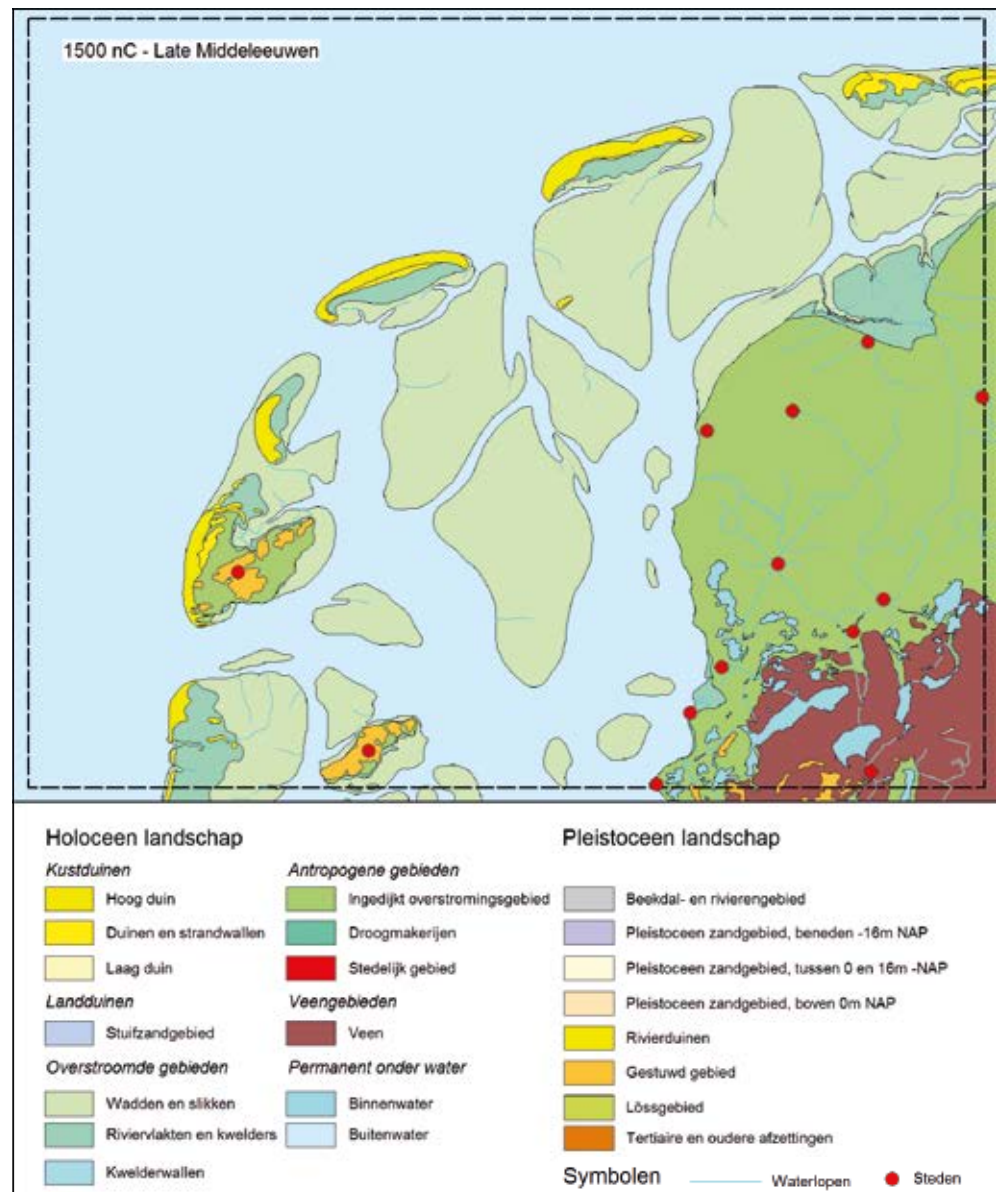 1500 nC - Late Middeleeuwen
Holoceen landschap
Kustduinen
Hoog duin
Duinen en strandwallen
Laag duin
Landduinen
Stuifzandgebied
Overstroomde gebieden
Wadden en slikken
Riviervlakten en kwelders
Kwelderwallen
Antropogene gebieden
Ingedijkt overstromingsgebied
Droogmakerijen
Stedelijk gebied
Veengebieden
Veen
Permanent onder water
Binnenwater
Buitenwater
Pleistoceen landschap
Beekdal- en rivierengebied
Pleistoceen zandgebied, beneden -16m NAP
Pleistoceen zandgebied, tussen 0 en 16m -NAP
Pleistoceen zandgebied, boven 0m NAP
Rivierduinen
Gestuwd gebied
Lössgebied
Tertiaire en oudere afzettingen
Symbolen
Waterlopen
Steden